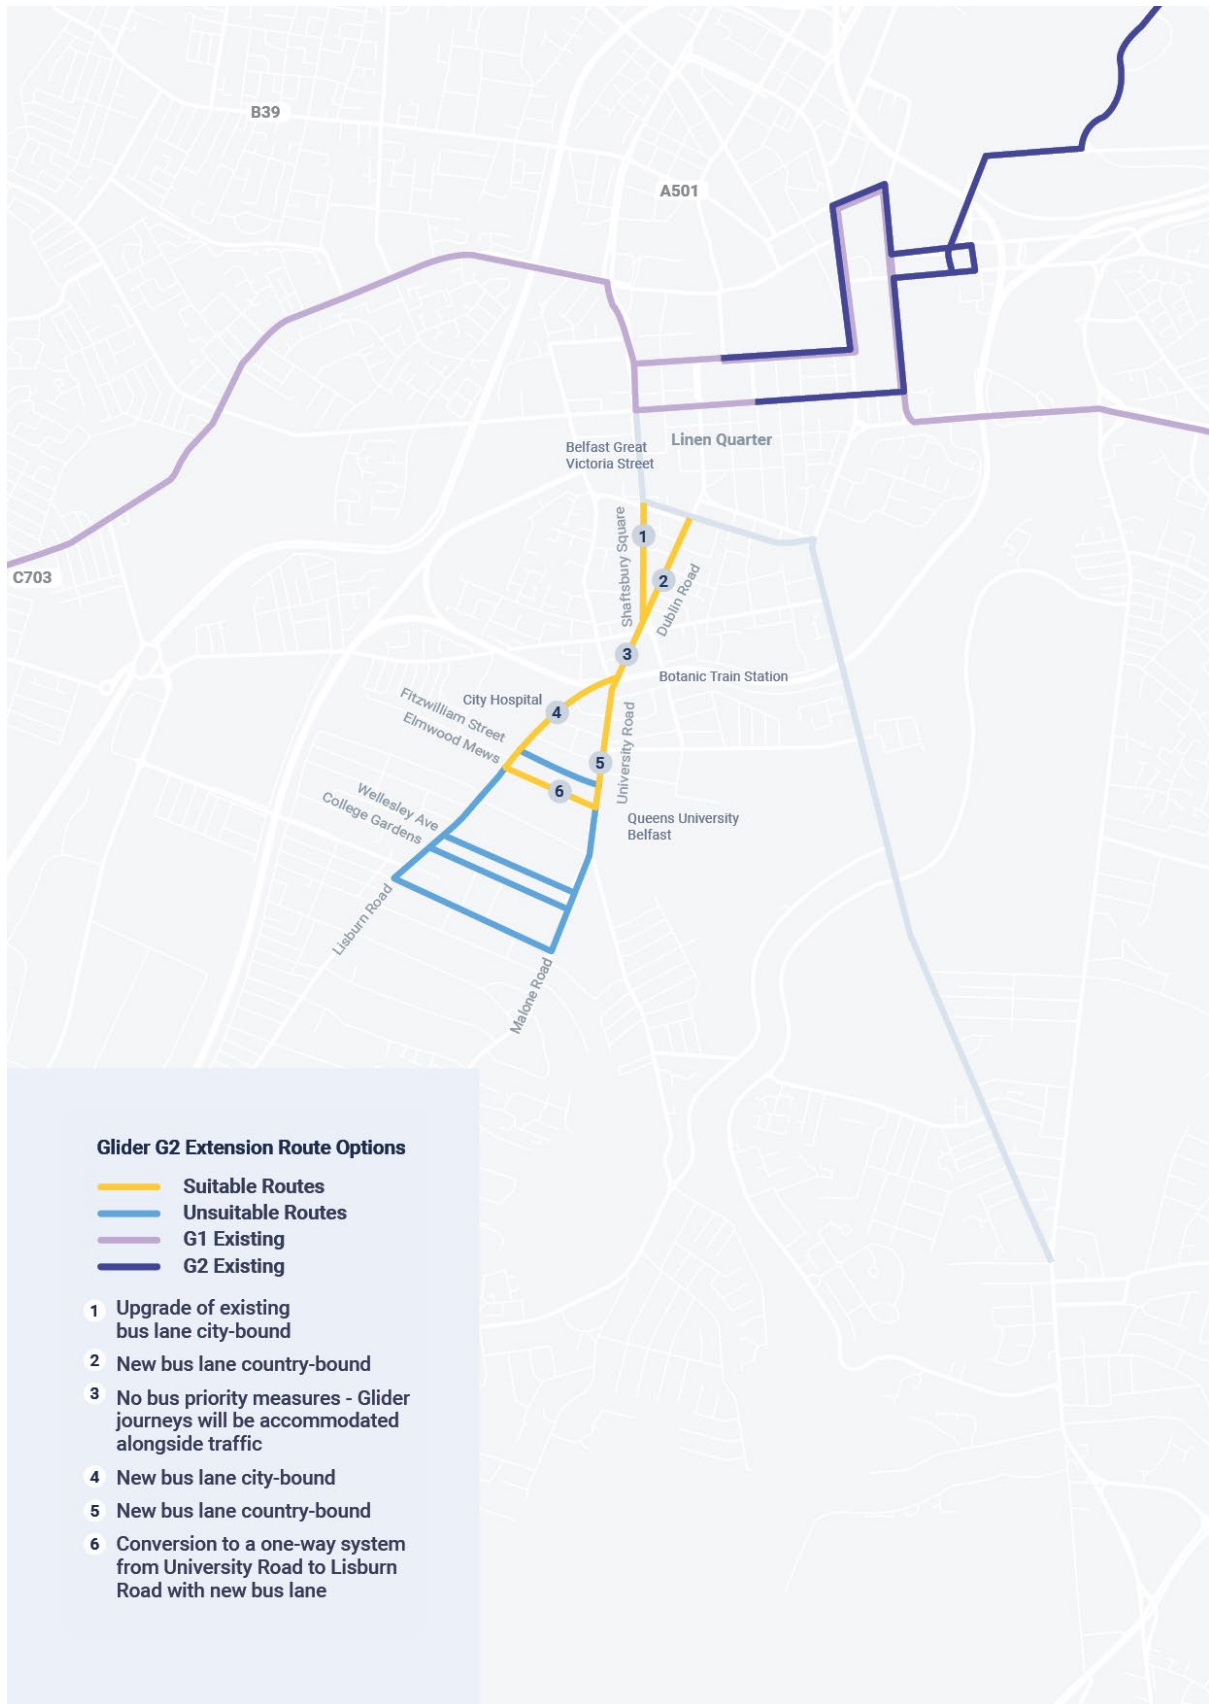 B39
A501
Belfast Great
Victoria Street
Linen Quarter
C703
Shaftsbury Square
1
2
Dublin Road
3
Botanic Train Station
City Hospital
4
Fitzwilliam Street
Elmwood Mews
University Road
5
6
Wellesley Ave
College Gardens
Queens University
Belfast
Lisburn Road
Malone Road
Glider G2 Extension Route Options
Suitable Routes
Unsuitable Routes
G1 Existing
G2 Existing
1 Upgrade of existing
bus lane city-bound
2 New bus lane country-bound
3 No bus priority measures - Glider
journeys will be accommodated
alongside traffic
4 New bus lane city-bound
5 New bus lane country-bound
6 Conversion to a one-way system
from University Road to Lisburn
Road with new bus lane